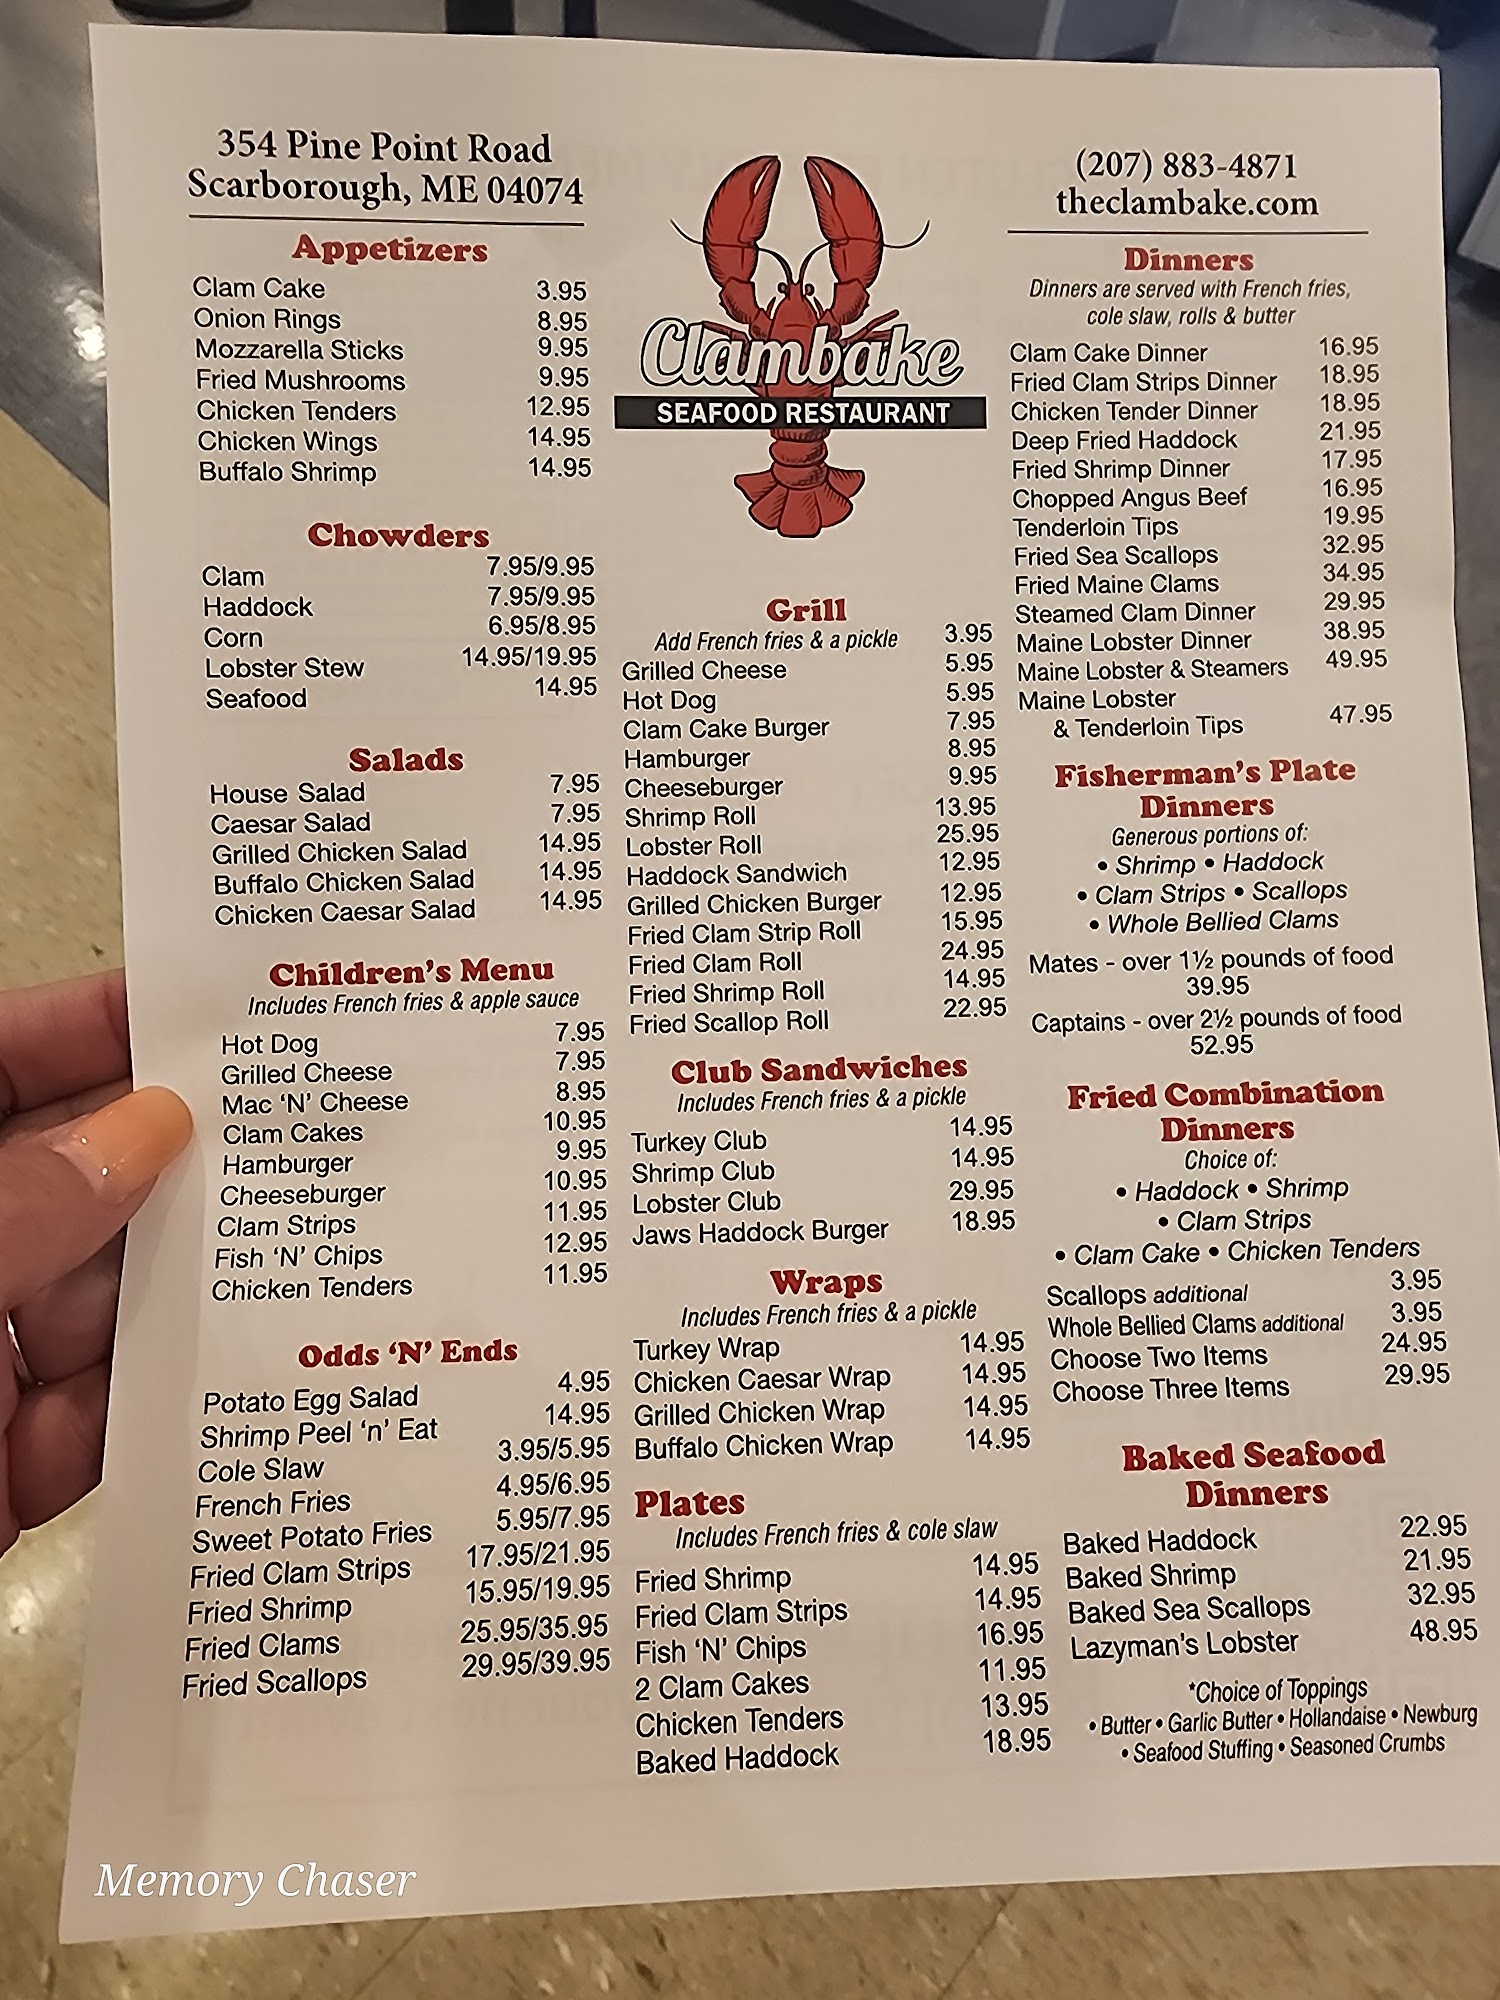 354 Pine Point Road
Scarborough, ME 04074
Appetizers
Clam Cake 3.95
Onion Rings 8.95
Mozzarella Sticks 9.95
Fried Mushrooms 9.95
Chicken Tenders 12.95
Chicken Wings 14.95
Buffalo Shrimp 14.95
Chowders
Clam 7.95/9.95
Haddock 7.95/9.95
Corn 6.95/8.95
Lobster Stew 14.95/19.95
Seafood 14.95
Salads
House Salad 7.95
Caesar Salad 7.95
Grilled Chicken Salad 14.95
Buffalo Chicken Salad 14.95
Chicken Caesar Salad 14.95
Children's Menu
Includes French fries & apple sauce
Hot Dog 7.95
Grilled Cheese 7.95
Mac 'N' Cheese 8.95
Clam Cakes 10.95
Hamburger 9.95
Cheeseburger 10.95
Clam Strips 11.95
Fish 'N' Chips 12.95
Chicken Tenders 11.95
Odds 'N' Ends
Potato Egg Salad 4.95
Shrimp Peel 'n' Eat 14.95
Cole Slaw 3.95/5.95
French Fries 4.95/6.95
Sweet Potato Fries 5.95/7.95
Fried Clam Strips 17.95/21.95
Fried Shrimp 15.95/19.95
Fried Clams 25.95/35.95
Fried Scallops 29.95/39.95
Clambake
SEAFOOD RESTAURANT
Grill
Add French fries & a pickle 3.95
Grilled Cheese 5.95
Hot Dog 5.95
Clam Cake Burger 7.95
Hamburger 8.95
Cheeseburger 9.95
Shrimp Roll 13.95
Lobster Roll 25.95
Haddock Sandwich 12.95
Grilled Chicken Burger 12.95
Fried Clam Strip Roll 15.95
Fried Clam Roll 24.95
Fried Shrimp Roll 14.95
Fried Scallop Roll 22.95
Club Sandwiches
Includes French fries & a pickle
Turkey Club 14.95
Shrimp Club 14.95
Lobster Club 29.95
Jaws Haddock Burger 18.95
Wraps
Includes French fries & a pickle
Turkey Wrap 14.95
Chicken Caesar Wrap 14.95
Grilled Chicken Wrap 14.95
Buffalo Chicken Wrap 14.95
Plates
Includes French fries & cole slaw
Fried Shrimp 14.95
Fried Clam Strips 14.95
Fish 'N' Chips 16.95
2 Clam Cakes 11.95
Chicken Tenders 13.95
Baked Haddock 18.95
(207) 883-4871
theclambake.com
Dinners
Dinners are served with French fries,
cole slaw, rolls & butter
Clam Cake Dinner 16.95
Fried Clam Strips Dinner 18.95
Chicken Tender Dinner 18.95
Deep Fried Haddock 21.95
Fried Shrimp Dinner 17.95
Chopped Angus Beef 16.95
Tenderloin Tips 19.95
Fried Sea Scallops 32.95
Fried Maine Clams 34.95
Steamed Clam Dinner 29.95
Maine Lobster Dinner 38.95
Maine Lobster & Steamers 49.95
Maine Lobster
& Tenderloin Tips 47.95
Fisherman's Plate
Dinners
Generous portions of:
• Shrimp • Haddock
• Clam Strips • Scallops
• Whole Bellied Clams
Mates - over 1½ pounds of food
39.95
Captains - over 2½ pounds of food
52.95
Fried Combination
Dinners
Choice of:
• Haddock • Shrimp
• Clam Strips
• Clam Cake • Chicken Tenders
Scallops additional 3.95
Whole Bellied Clams additional 3.95
Choose Two Items 24.95
Choose Three Items 29.95
Baked Seafood
Dinners
Baked Haddock 22.95
Baked Shrimp 21.95
Baked Sea Scallops 32.95
Lazyman's Lobster 48.95
*Choice of Toppings
• Butter • Garlic Butter • Hollandaise • Newburg
• Seafood Stuffing • Seasoned Crumbs
Memory Chaser